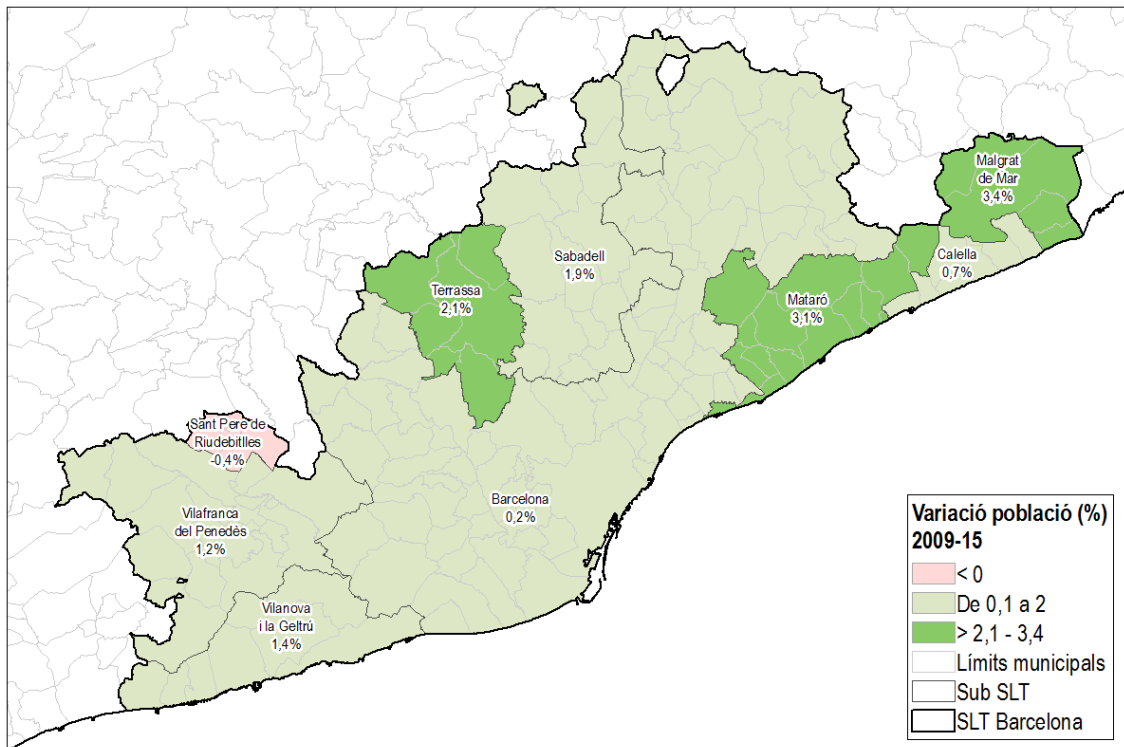 Malgrat
de Mar
3,4%
Calella
0,7%
Sabadell
1,9%
Terrassa
2,1%
Mataró
3,1%
Sant Pere de
Riudebitlles
-0,4%
Barcelona
0,2%
Vilafranca
del Penedès
1,2%
Vilanova
i la Geltrú
1,4%
Variació població (%)
2009-15
< 0
De 0,1 a 2
> 2,1 - 3,4
Límits municipals
Sub SLT
SLT Barcelona